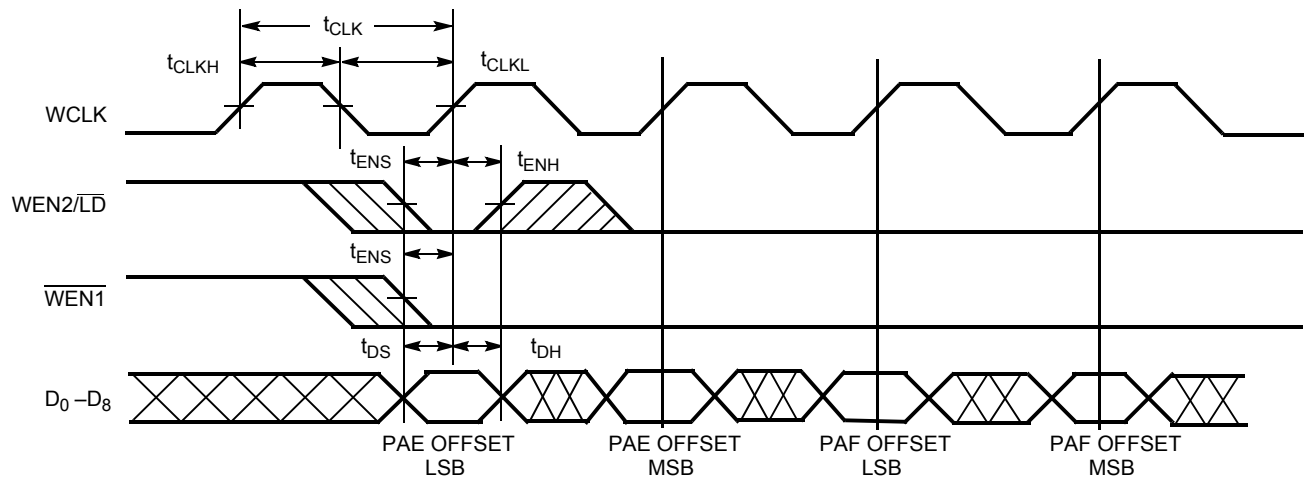 tCLK
tCLKH
tCLKL
WCLK
tENS
tENH
WEN2/LD
tENS
WEN1
tDS
tDH
D0 –D8
PAE OFFSET
LSB
PAE OFFSET
MSB
PAF OFFSET
LSB
PAF OFFSET
MSB